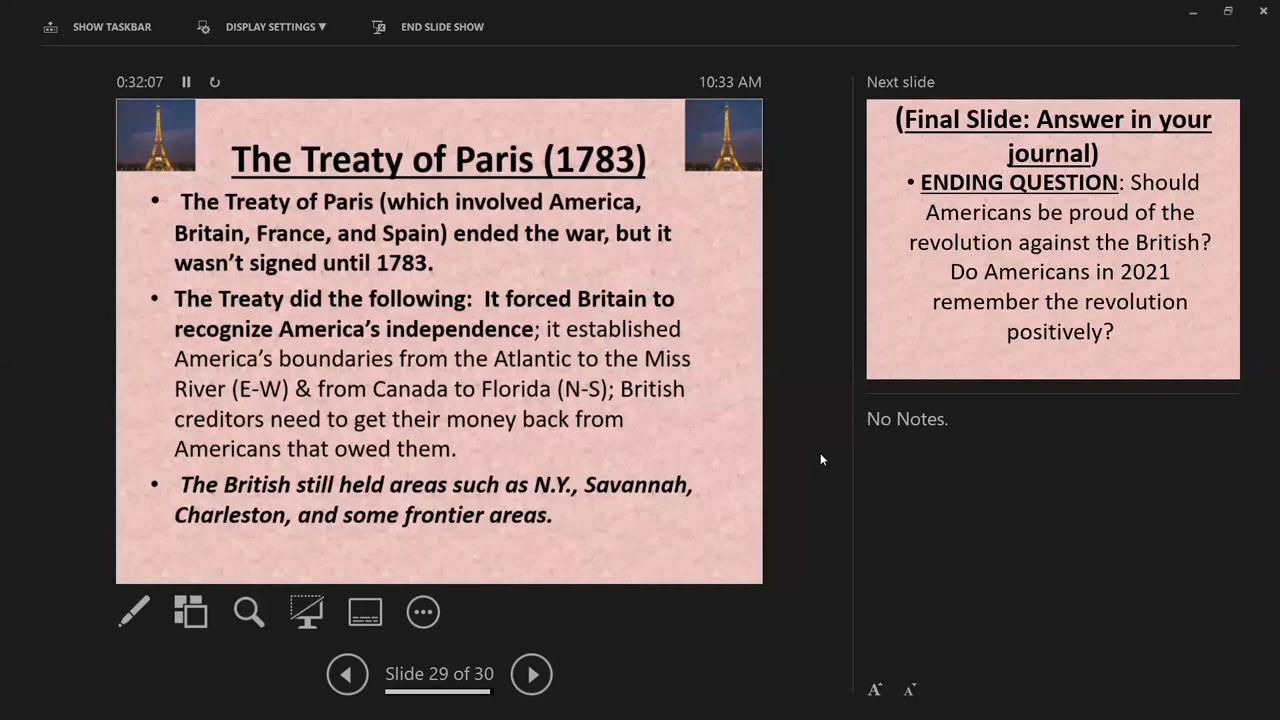 SHOW TASKBAR
DISPLAY SETTINGS ▼
END SLIDE SHOW
0:32:07
10:33 AM
The Treaty of Paris (1783)
• The Treaty of Paris (which involved America,
Britain, France, and Spain) ended the war, but it
wasn’t signed until 1783.
• The Treaty did the following:  It forced Britain to
recognize America’s independence; it established
America’s boundaries from the Atlantic to the Miss
River (E-W) & from Canada to Florida (N-S); British
creditors need to get their money back from
Americans that owed them.
• The British still held areas such as N.Y., Savannah,
Charleston, and some frontier areas.
Slide 29 of 30
Next slide
(Final Slide: Answer in your
journal)
• ENDING QUESTION: Should
Americans be proud of the
revolution against the British?
Do Americans in 2021
remember the revolution
positively?
No Notes.
A
A